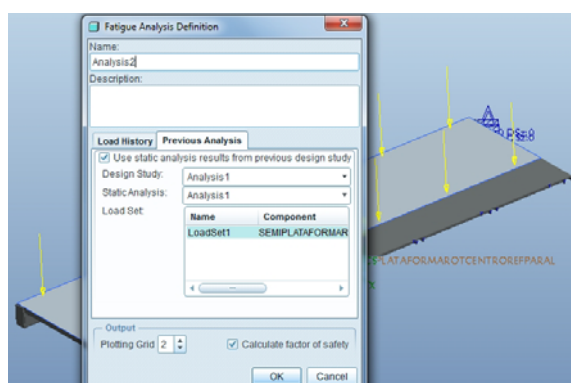 Fatigue Analysis Definition
Name:
Analysis2
Description:
Load History Previous Analysis
Use static analysis results from previous design study
Design Study: Analysis1
Static Analysis: Analysis1
Load Set:
Name Component
LoadSet1 SEMIPLATAFORMAR
PLATAFORMAROTCENTROREFPARAL
Output
Plotting Grid 2
Calculate factor of safety
OK Cancel